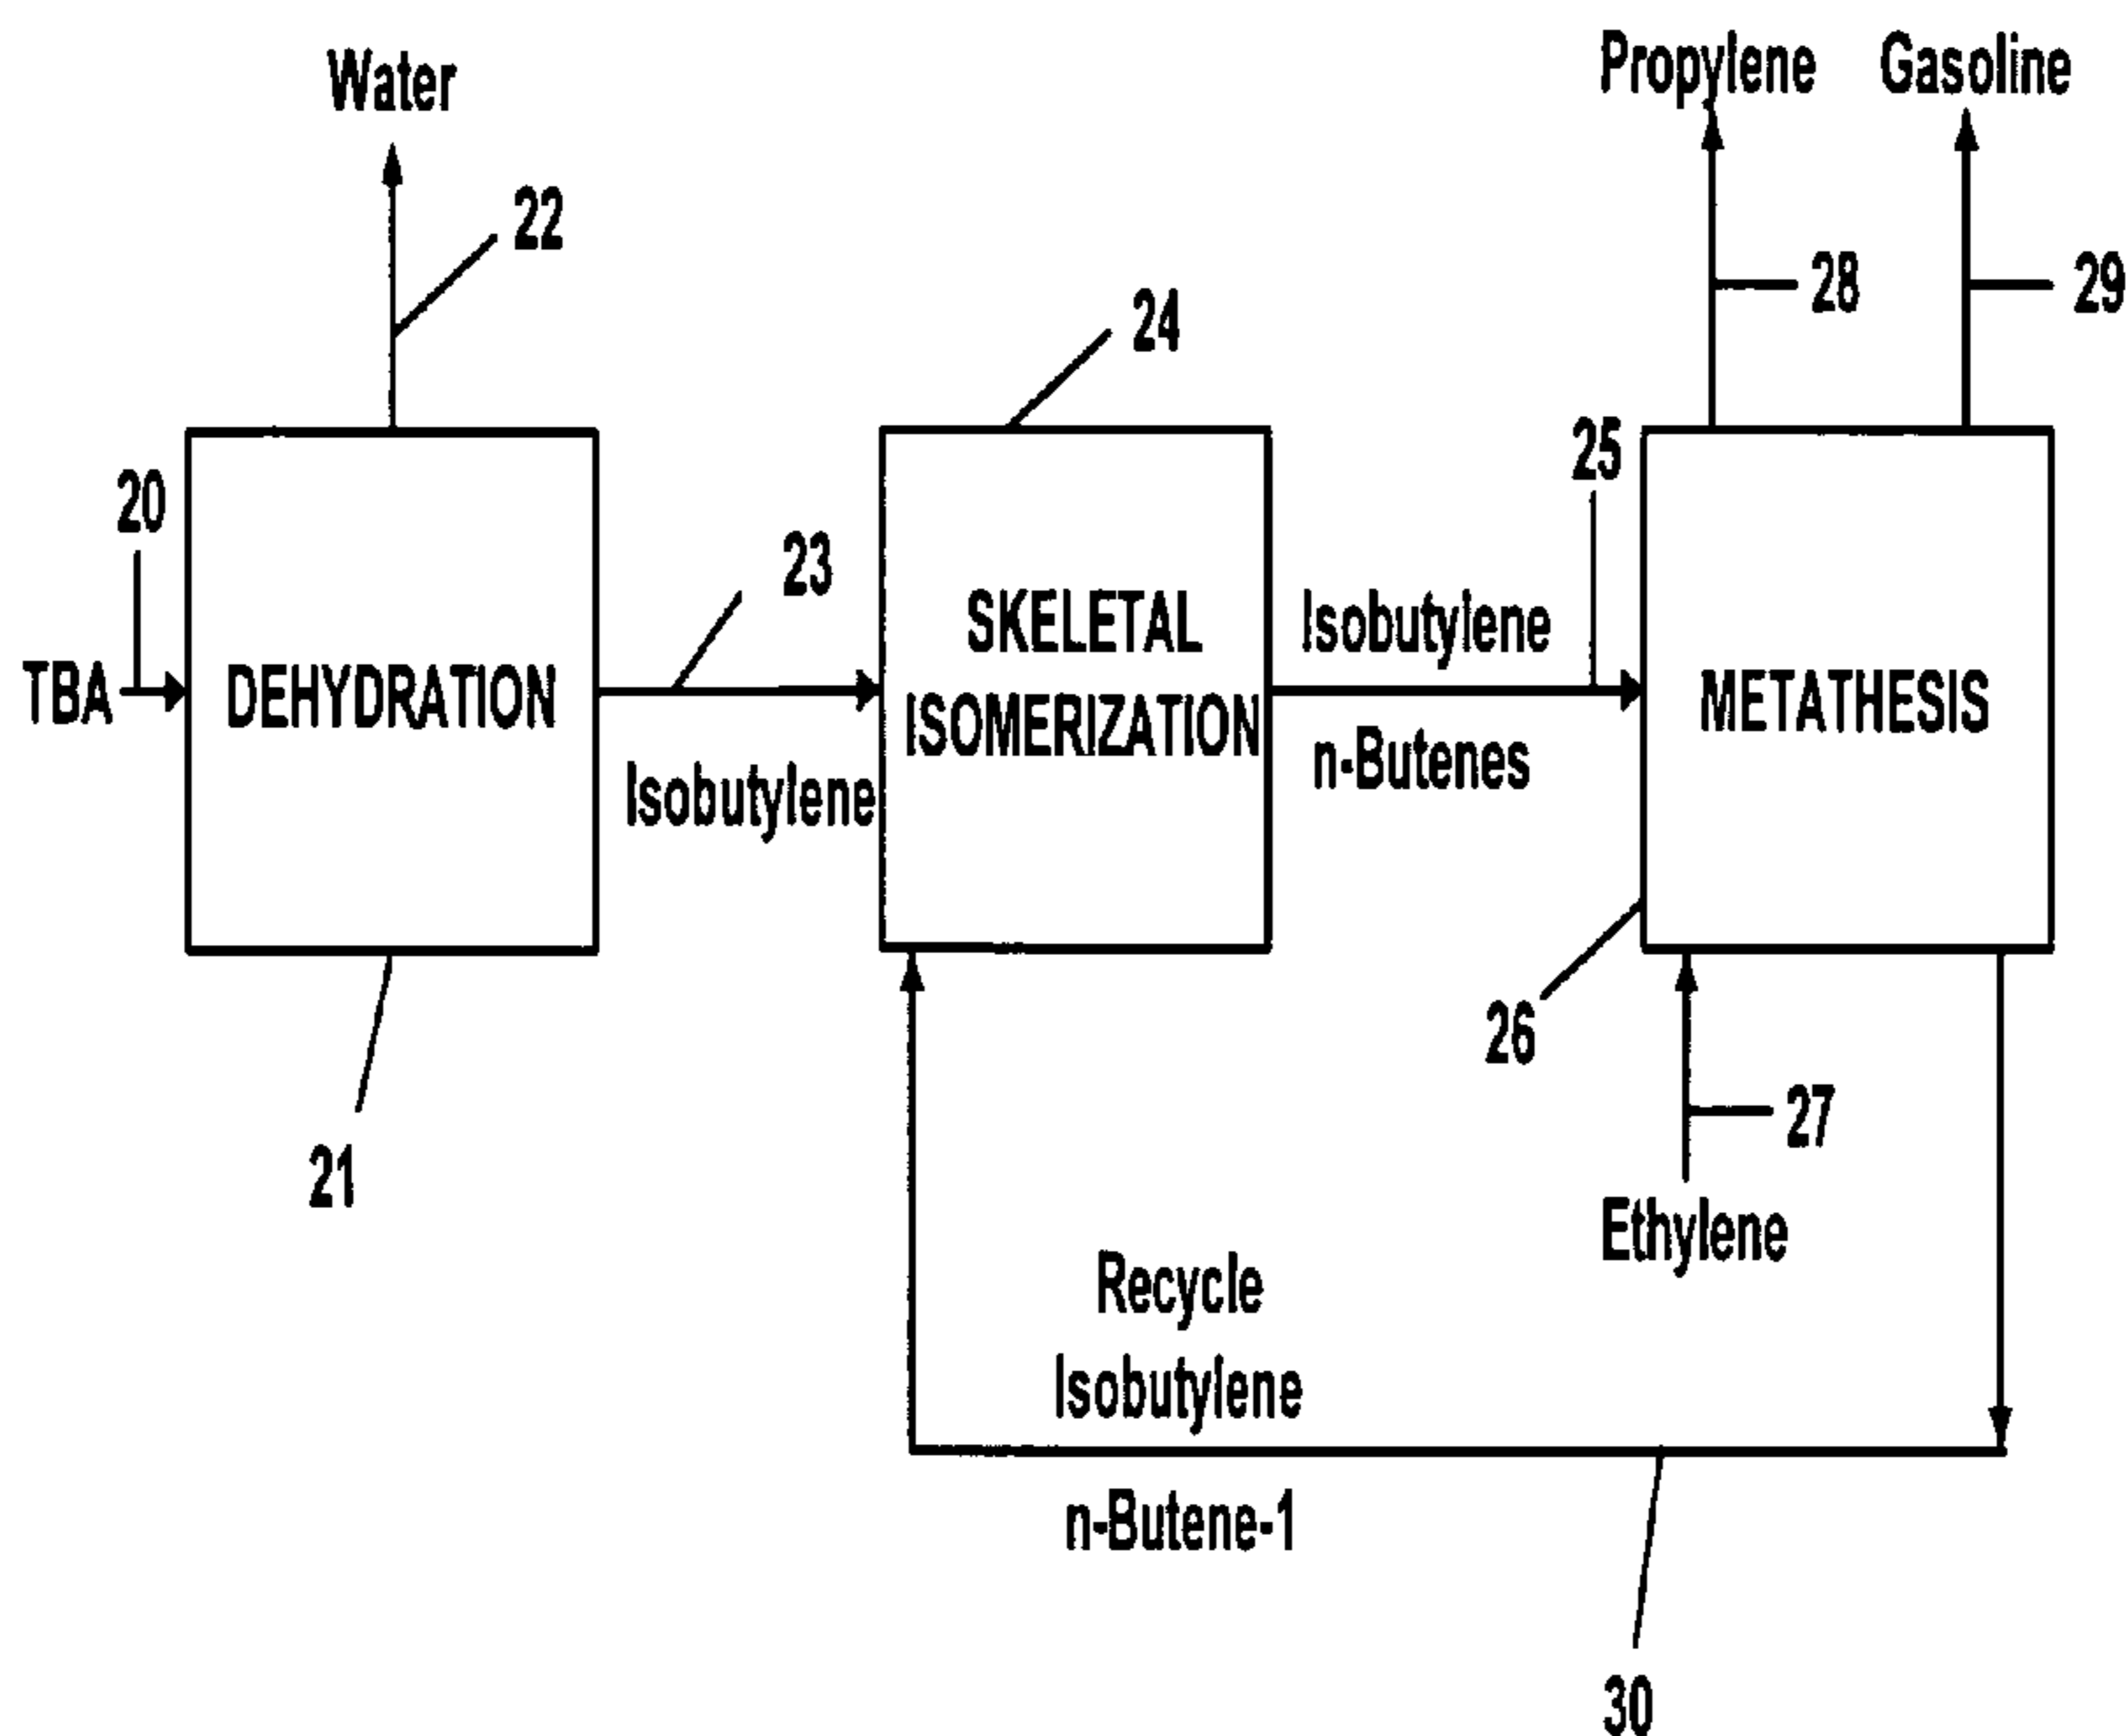 Water
Propylene
Gasoline
22
28
29
24
20
25
23
TBA
DEHYDRATION
Isobutylene
SKELETAL
ISOMERIZATION
Isobutylene
n-Butenes
METATHESIS
26
27
21
Ethylene
Recycle
Isobutylene
n-Butene-1
30